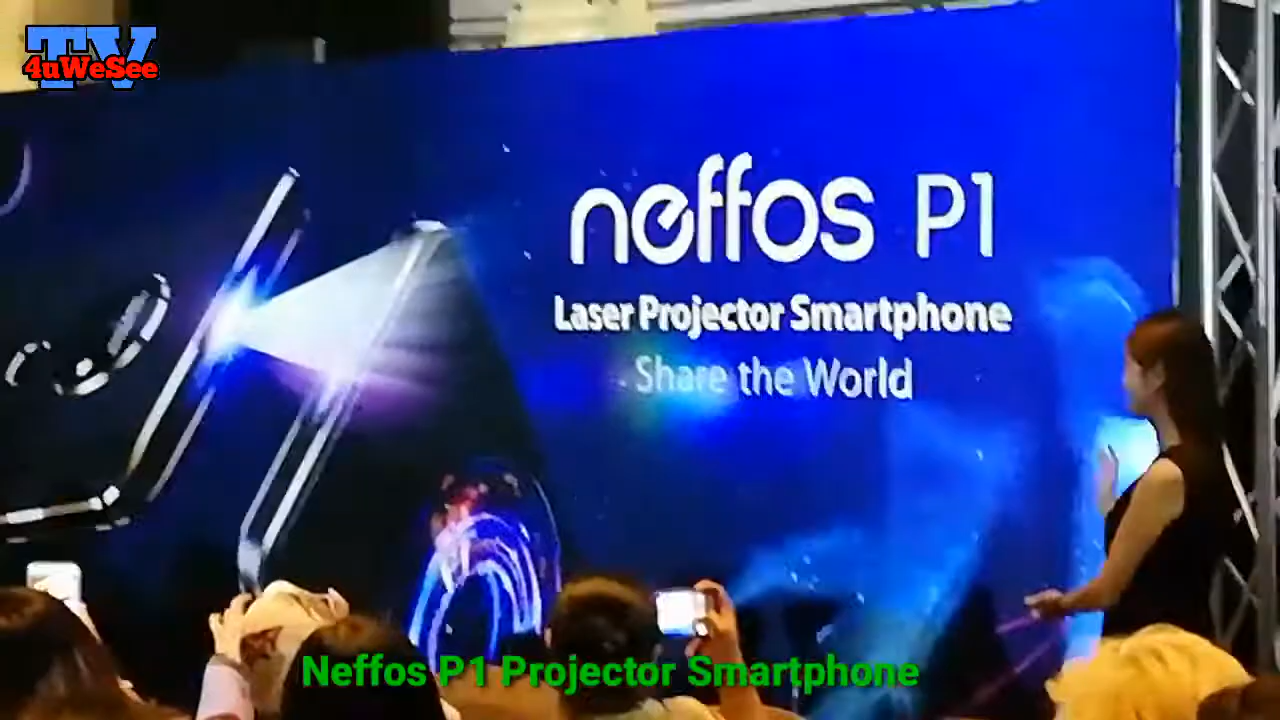 TV
4uWeSee
neffos P1
Laser Projector Smartphone
Share the World
Neffos P1 Projector Smartphone